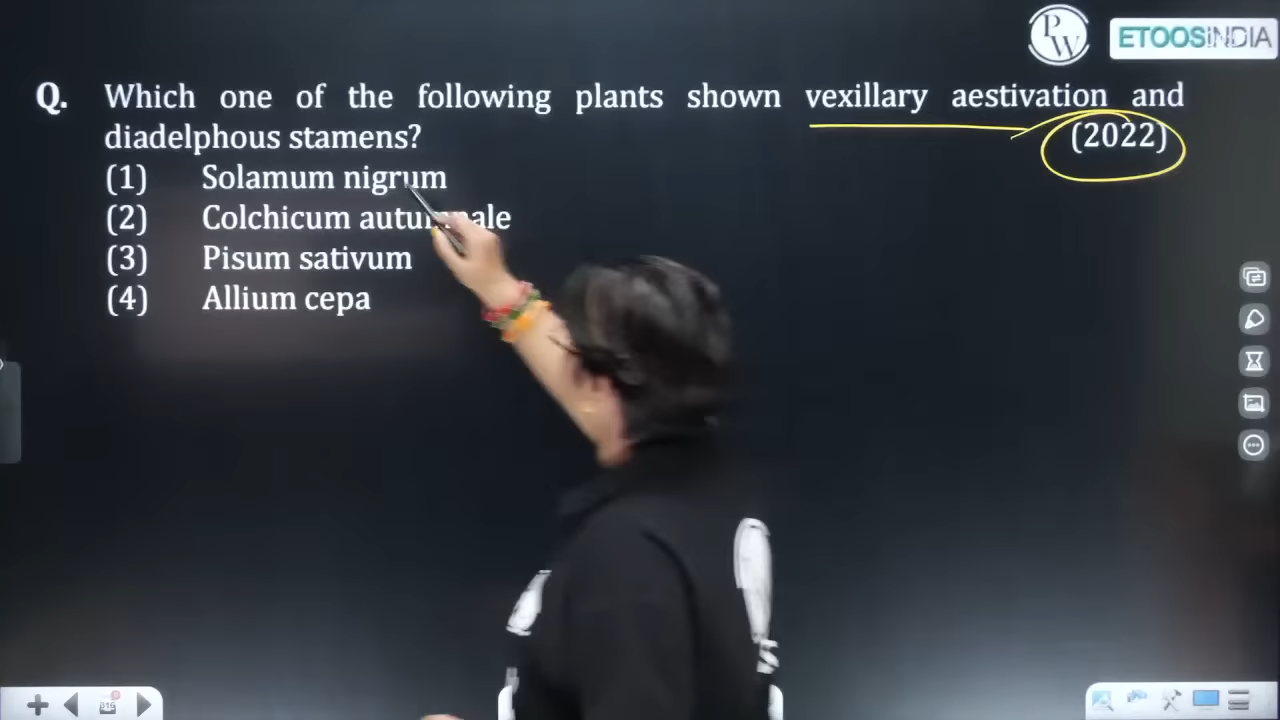 PW
ETOOSINDIA
Q. Which one of the following plants shown vexillary aestivation and
diadelphous stamens? (2022)
(1) Solamum nigrum
(2) Colchicum autumnale
(3) Pisum sativum
(4) Allium cepa